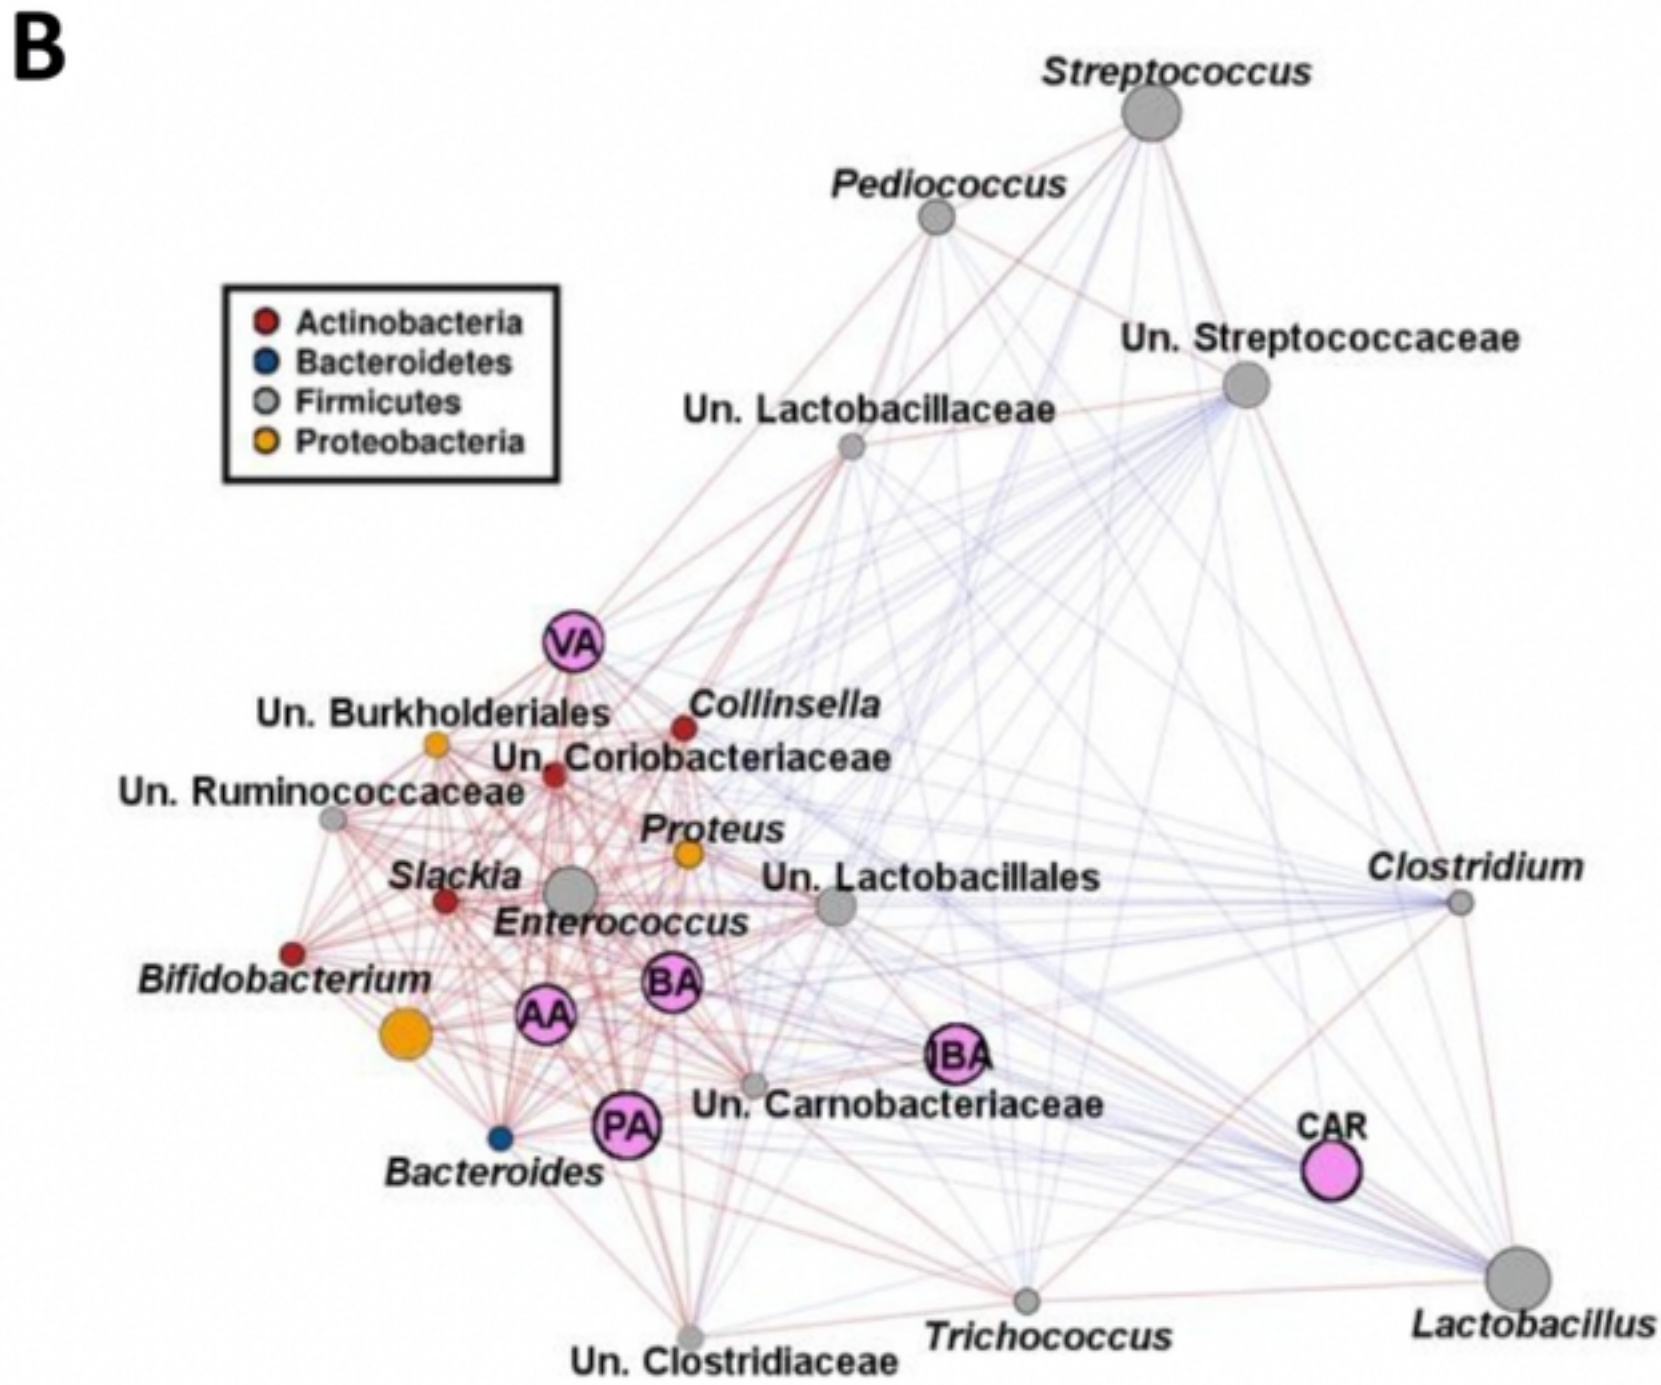 B
Streptococcus
Pediococcus
Actinobacteria
Bacteroidetes
Firmicutes
Proteobacteria
Un. Streptococcaceae
Un. Lactobacillaceae
VA
Collinsella
Un. Burkholderiales
Un. Coriobacteriaceae
Un. Ruminococcaceae
Proteus
Slackia
Un. Lactobacillales
Clostridium
Enterococcus
Bifidobacterium
BA
AA
IBA
Un. Carnobacteriaceae
PA
CAR
Bacteroides
Lactobacillus
Trichococcus
Un. Clostridiaceae